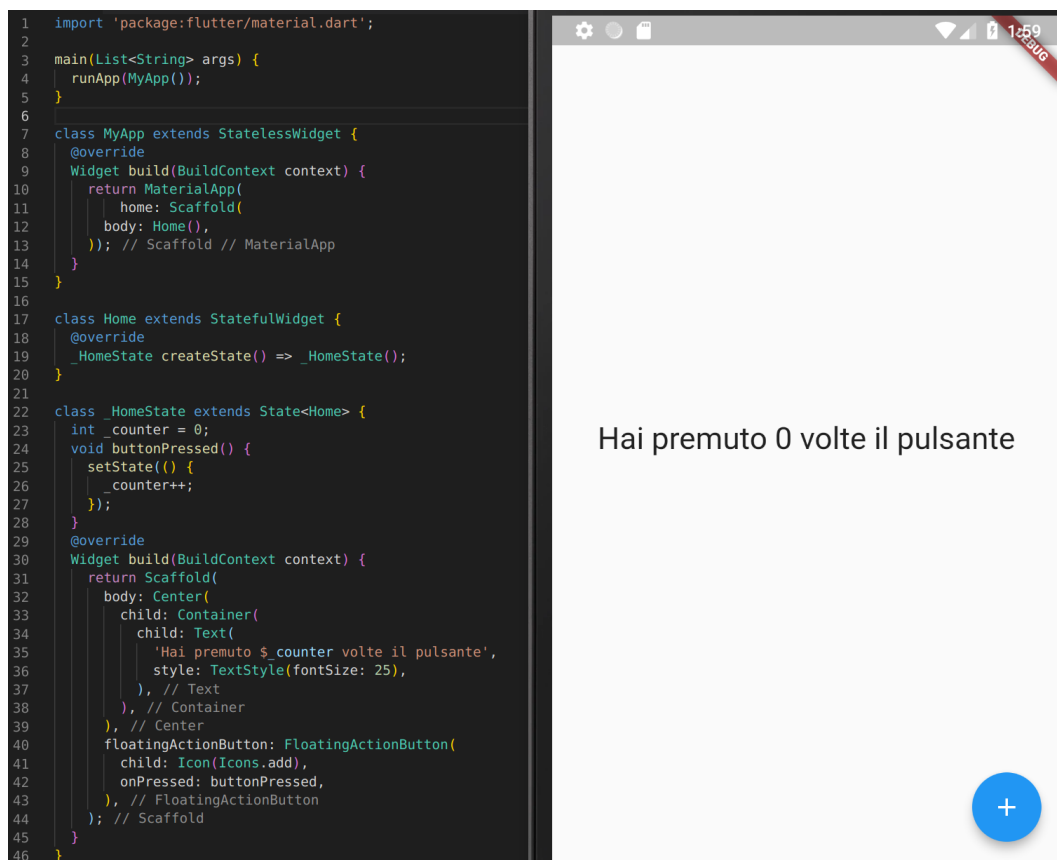 1 import 'package:flutter/material.dart';
2
3 main(List<String> args) {
4   runApp(MyApp());
5 }
6
7 class MyApp extends StatelessWidget {
8   @override
9   Widget build(BuildContext context) {
10     return MaterialApp(
11         home: Scaffold(
12       body: Home(),
13     )); // Scaffold // MaterialApp
14   }
15 }
16
17 class Home extends StatefulWidget {
18   @override
19   _HomeState createState() => _HomeState();
20 }
21
22 class _HomeState extends State<Home> {
23   int _counter = 0;
24   void buttonPressed() {
25     setState(() {
26       _counter++;
27     });
28   }
29   @override
30   Widget build(BuildContext context) {
31     return Scaffold(
32       body: Center(
33         child: Container(
34           child: Text(
35             'Hai premuto $_counter volte il pulsante',
36             style: TextStyle(fontSize: 25),
37           ), // Text
38         ), // Container
39       ), // Center
40       floatingActionButton: FloatingActionButton(
41         child: Icon(Icons.add),
42         onPressed: buttonPressed,
43       ), // FloatingActionButton
44     ); // Scaffold
45   }
46 }
1:59
DEBUG
Hai premuto 0 volte il pulsante
+